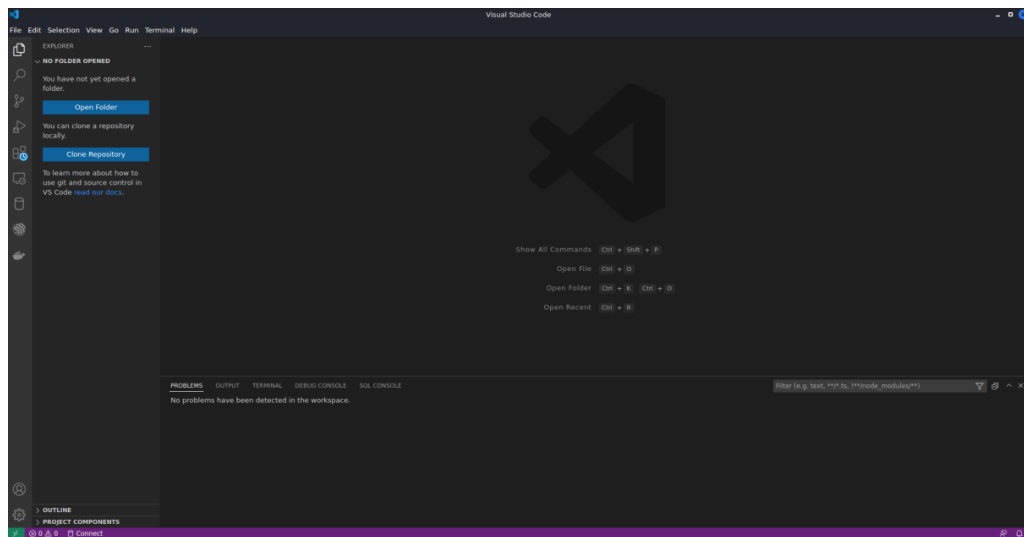 Visual Studio Code
File Edit Selection View Go Run Terminal Help
EXPLORER ...
NO FOLDER OPENED
You have not yet opened a
folder.
Open Folder
You can clone a repository
locally.
Clone Repository
To learn more about how to
use git and source control in
VS Code read our docs.
Show All Commands Ctrl + Shift + P
Open File Ctrl + O
Open Folder Ctrl + K Ctrl + O
Open Recent Ctrl + R
PROBLEMS OUTPUT TERMINAL DEBUG CONSOLE SQL CONSOLE
Filter (e.g. text, **/*.ts, !**/node_modules/**)
No problems have been detected in the workspace.
OUTLINE
PROJECT COMPONENTS
0 0 Connect